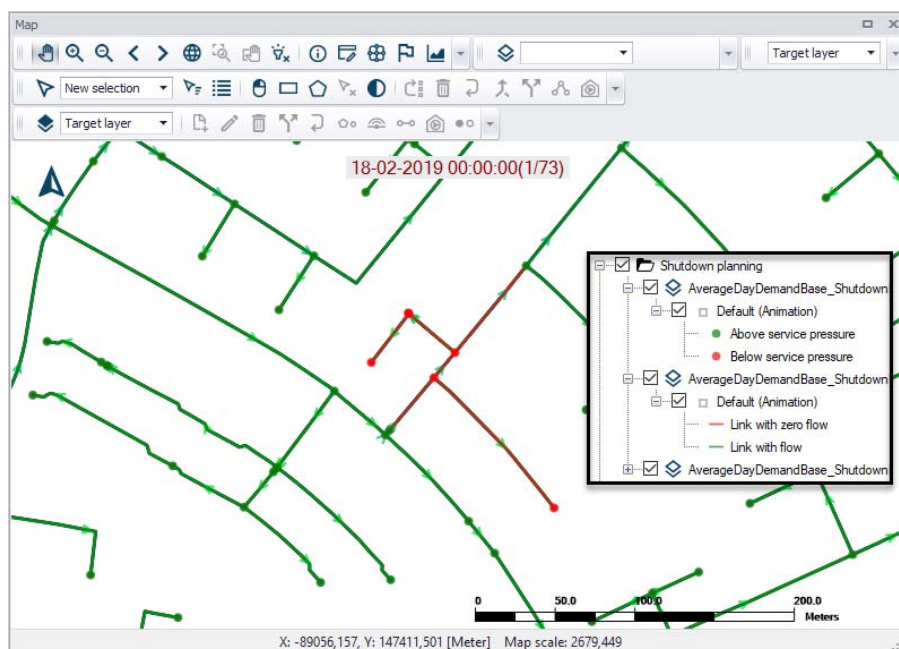 Map
Target layer
New selection
Target layer
18-02-2019 00:00:00(1/73)
Shutdown planning
AverageDayDemandBase_Shutdown
Default (Animation)
Above service pressure
Below service pressure
AverageDayDemandBase_Shutdown
Default (Animation)
Link with zero flow
Link with flow
AverageDayDemandBase_Shutdown
0 50.0 100.0 200.0
Meters
X: -89056,157, Y: 147411,501 [Meter] Map scale: 2679,449